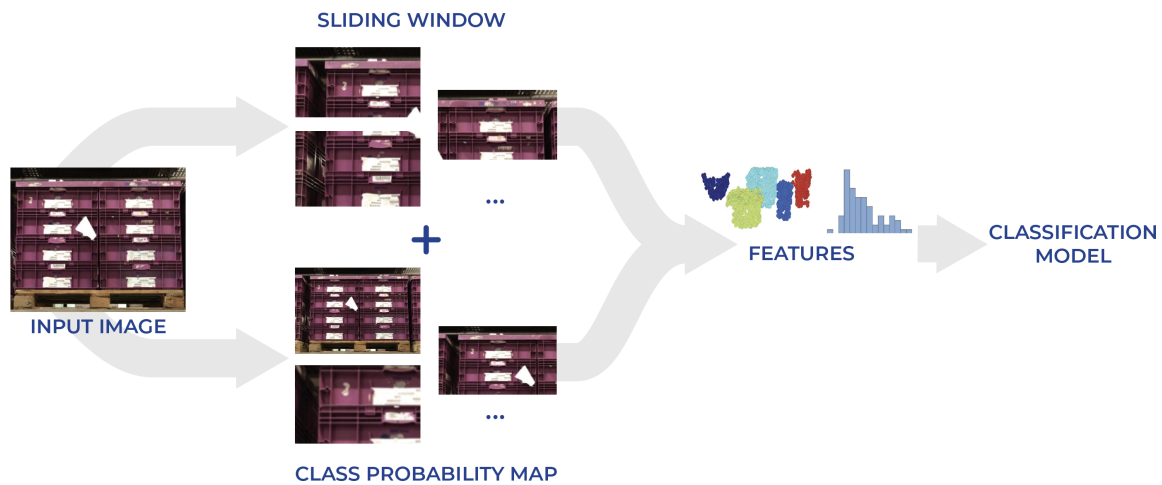 SLIDING WINDOW
...
+
INPUT IMAGE
...
CLASS PROBABILITY MAP
FEATURES
CLASSIFICATION
MODEL